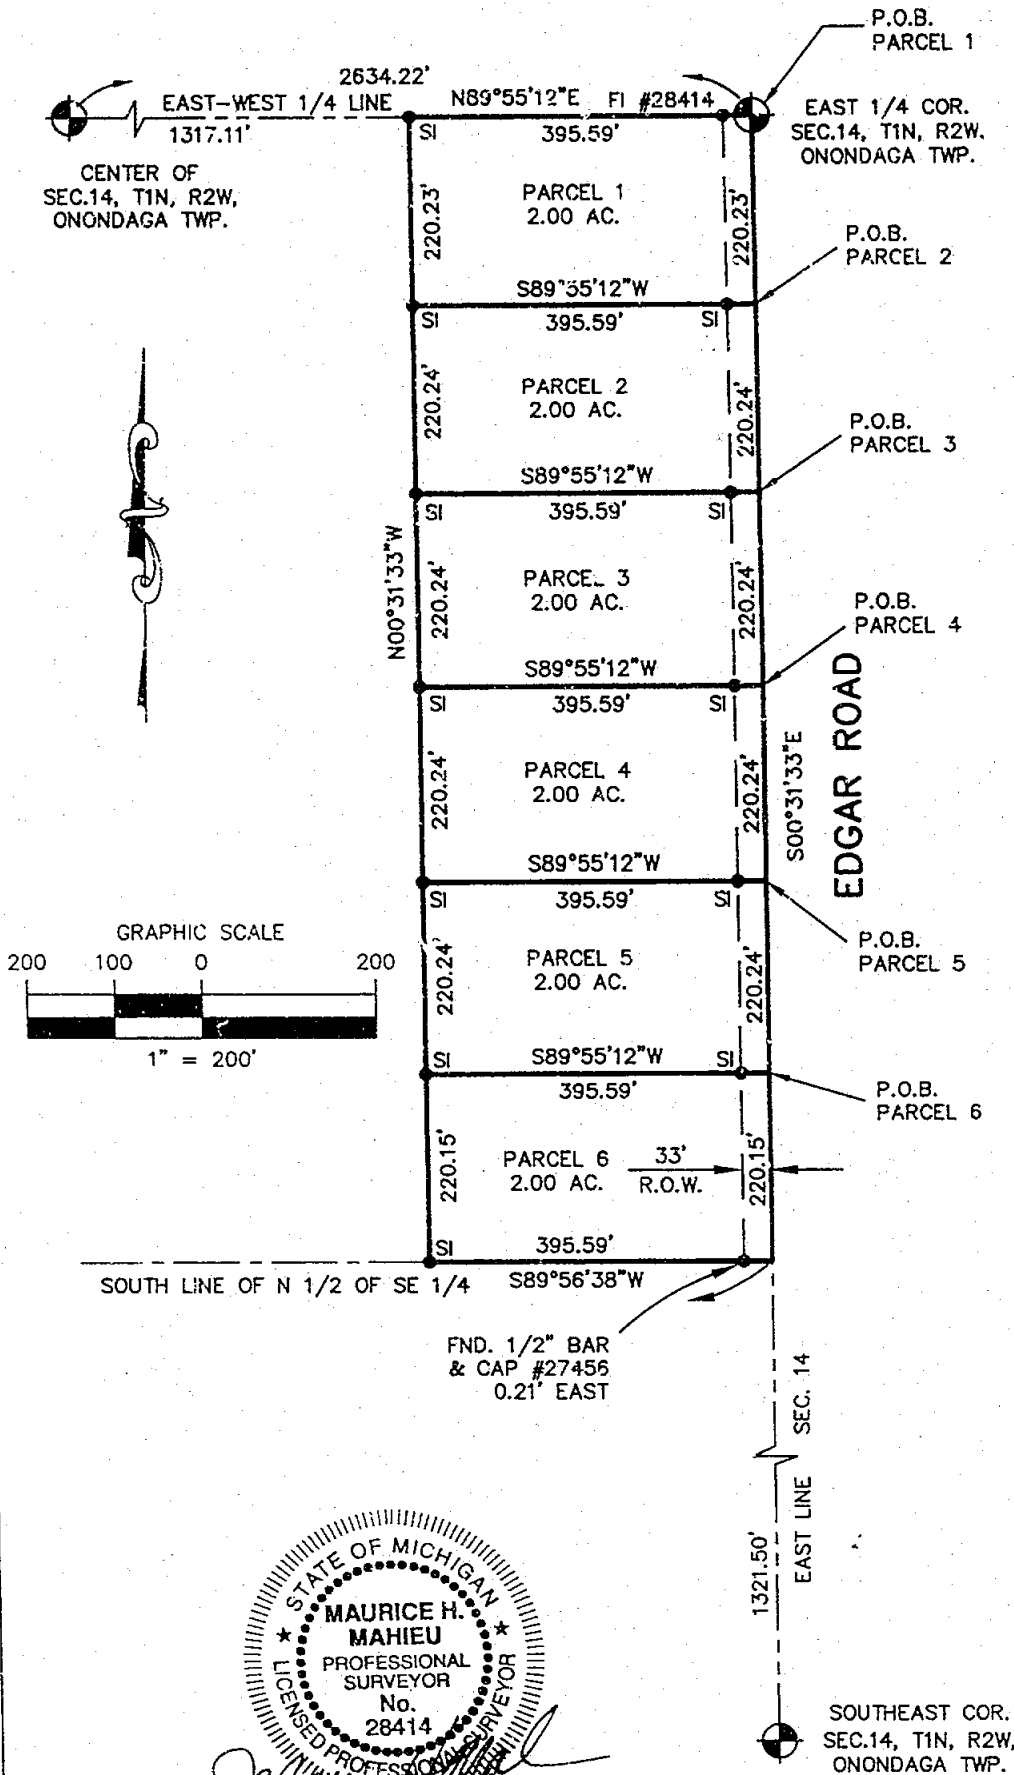 P.O.B.
PARCEL 1
2634.22'
EAST-WEST 1/4 LINE
1317.11'
N89°55'12"E
FI #28414
395.59'
SI
EAST 1/4 COR.
SEC.14, T1N, R2W.
ONONDAGA TWP.
CENTER OF
SEC.14, T1N, R2W,
ONONDAGA TWP.
PARCEL 1
2.00 AC.
220.23'
220.23'
P.O.B.
PARCEL 2
S89°55'12"W
SI
395.59'
SI
PARCEL 2
2.00 AC.
220.24'
220.24'
P.O.B.
PARCEL 3
S89°55'12"W
SI
395.59'
SI
N00°31'33"W
PARCEL 3
2.00 AC.
220.24'
220.24'
P.O.B.
PARCEL 4
S89°55'12"W
SI
395.59'
SI
EDGAR ROAD
S00°31'33"E
PARCEL 4
2.00 AC.
220.24'
220.24'
S89°55'12"W
SI
395.59'
SI
P.O.B.
PARCEL 5
GRAPHIC SCALE
200 100 0 200
1" = 200'
PARCEL 5
2.00 AC.
220.24'
220.24'
SI
S89°55'12"W
SI
395.59'
P.O.B.
PARCEL 6
PARCEL 6
2.00 AC.
220.15'
33'
R.O.W.
220.15'
SI
395.59'
S89°56'38"W
SOUTH LINE OF N 1/2 OF SE 1/4
FND. 1/2" BAR
& CAP #27456
0.21' EAST
EAST LINE SEC. 14
1321.50'
STATE OF MICHIGAN
MAURICE H.
MAHIEU
PROFESSIONAL
SURVEYOR
No.
28414
LICENSED PROFESSIONAL SURVEYOR
SOUTHEAST COR.
SEC.14, T1N, R2W,
ONONDAGA TWP.